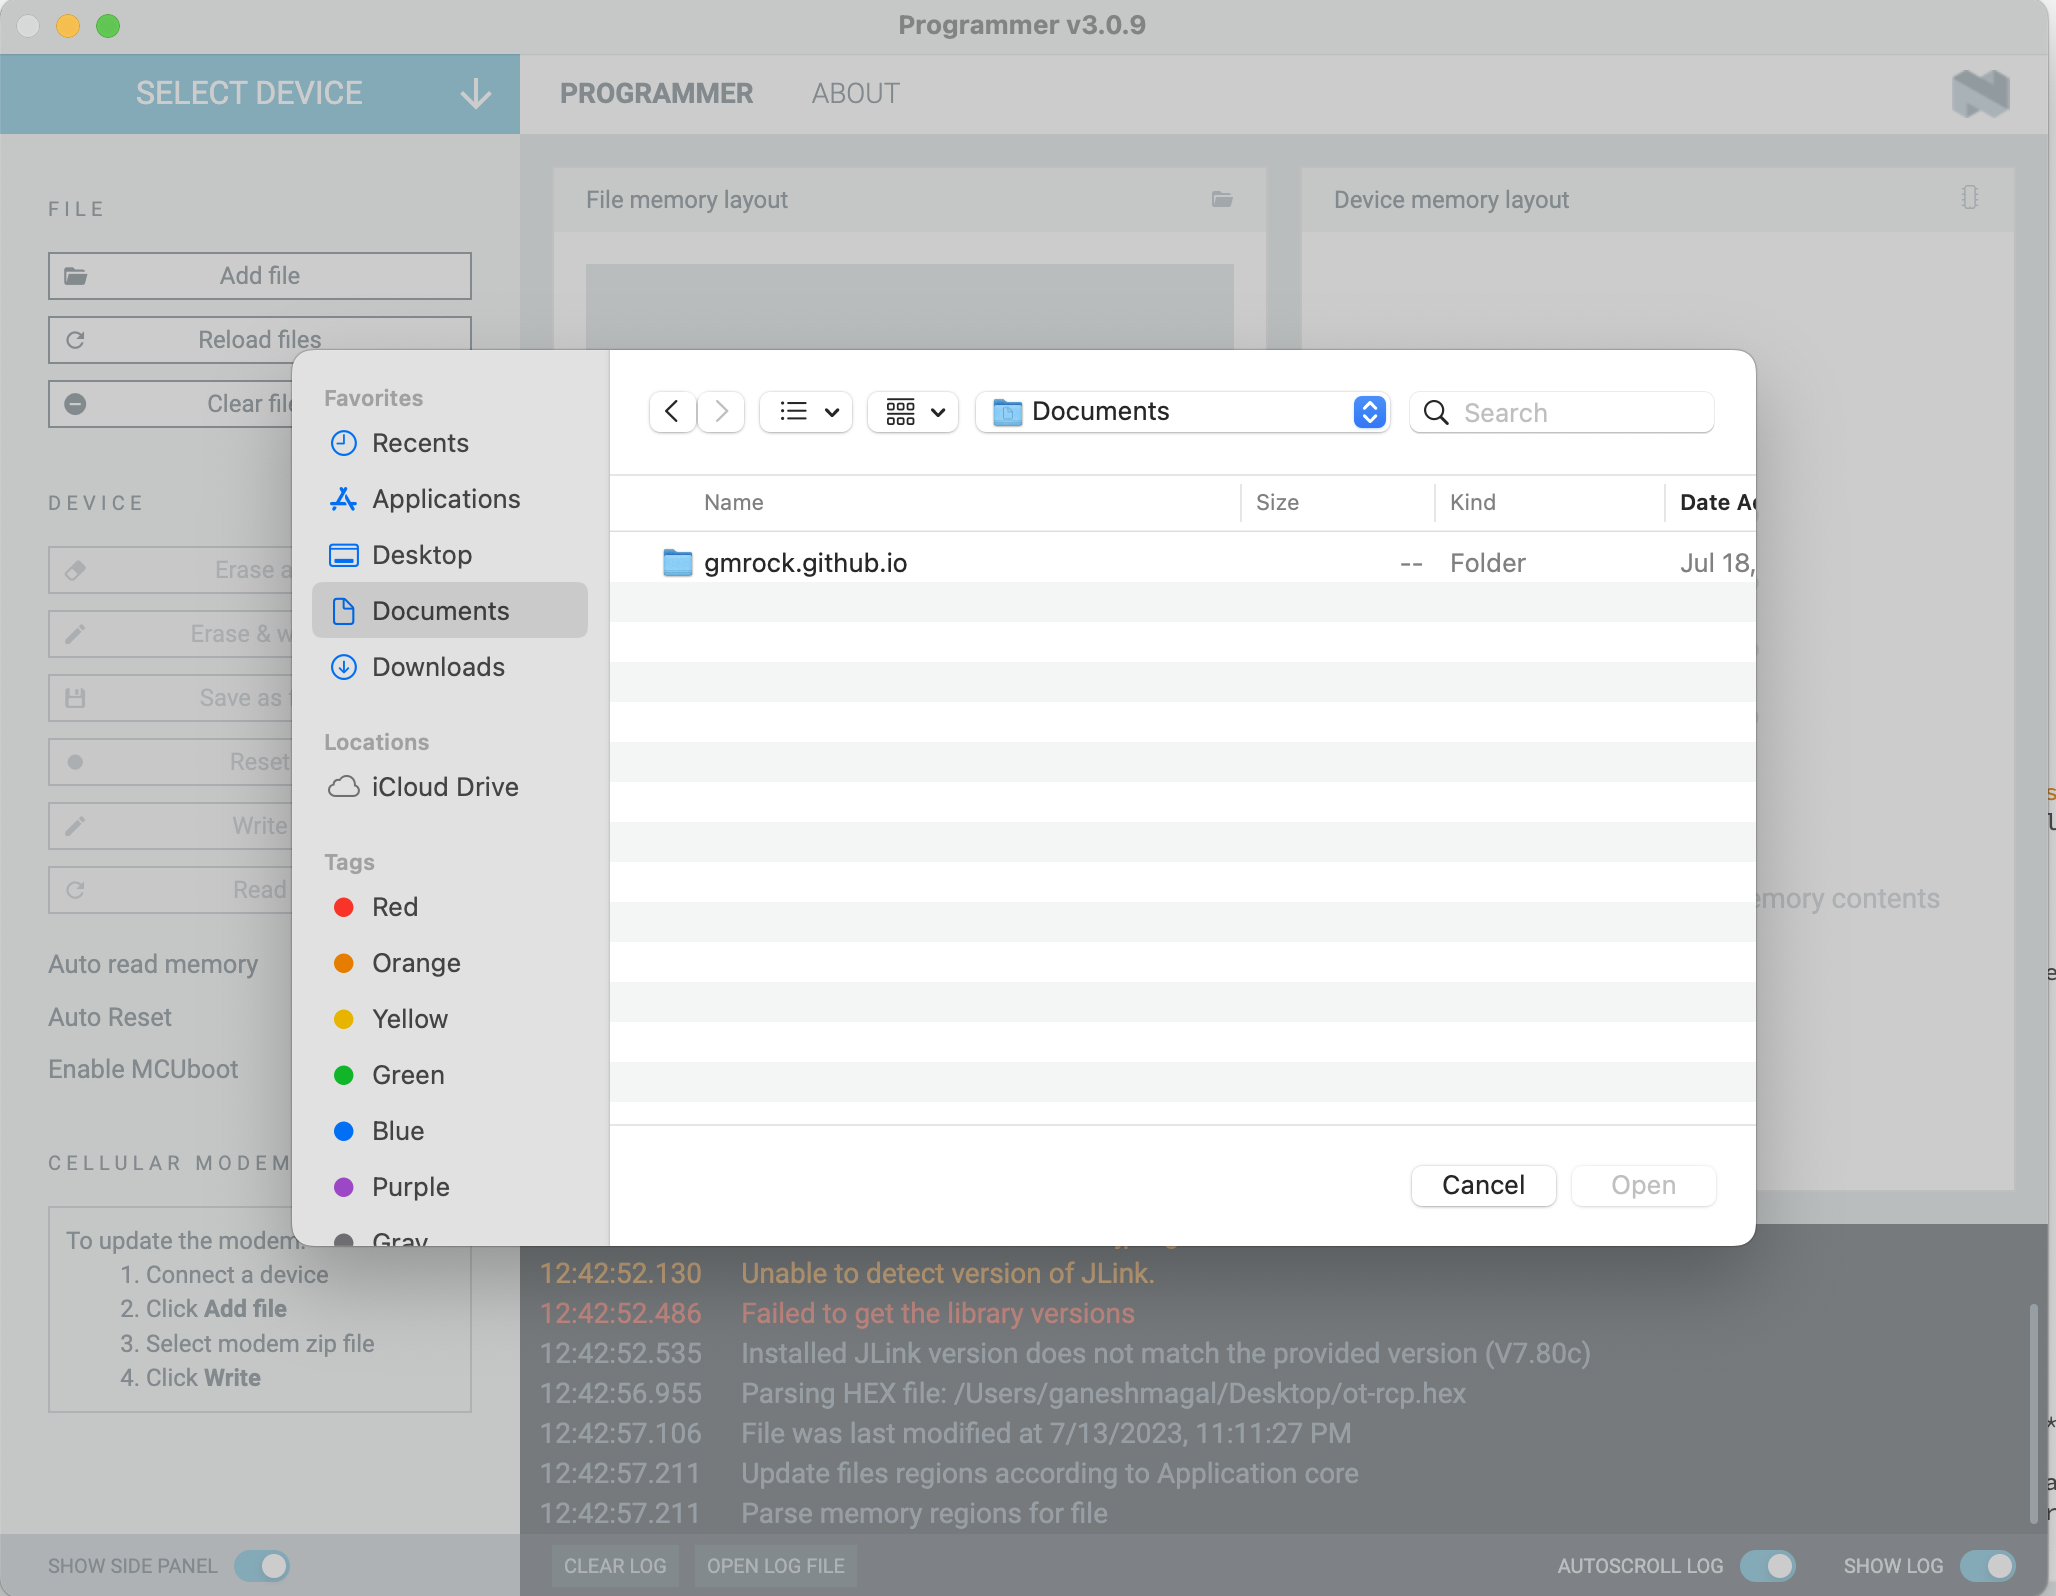 Programmer v3.0.9
SELECT DEVICE
PROGRAMMER
ABOUT
FILE
Add file
Reload files
Clear file
DEVICE
Erase a
Erase & w
Save as
Reset
Write
Read
Auto read memory
Auto Reset
Enable MCUboot
CELLULAR MODEM
To update the modem:
1. Connect a device
2. Click Add file
3. Select modem zip file
4. Click Write
SHOW SIDE PANEL
File memory layout
Device memory layout
emory contents
Favorites
Recents
Applications
Desktop
Documents
Downloads
Locations
iCloud Drive
Tags
Red
Orange
Yellow
Green
Blue
Purple
Gray
Documents
Search
Name Size Kind Date Ad
gmrock.github.io -- Folder Jul 18,
Cancel
Open
12:42:52.130 Unable to detect version of JLink.
12:42:52.486 Failed to get the library versions
12:42:52.535 Installed JLink version does not match the provided version (V7.80c)
12:42:56.955 Parsing HEX file: /Users/ganeshmagal/Desktop/ot-rcp.hex
12:42:57.106 File was last modified at 7/13/2023, 11:11:27 PM
12:42:57.211 Update files regions according to Application core
12:42:57.211 Parse memory regions for file
CLEAR LOG
OPEN LOG FILE
AUTOSCROLL LOG
SHOW LOG